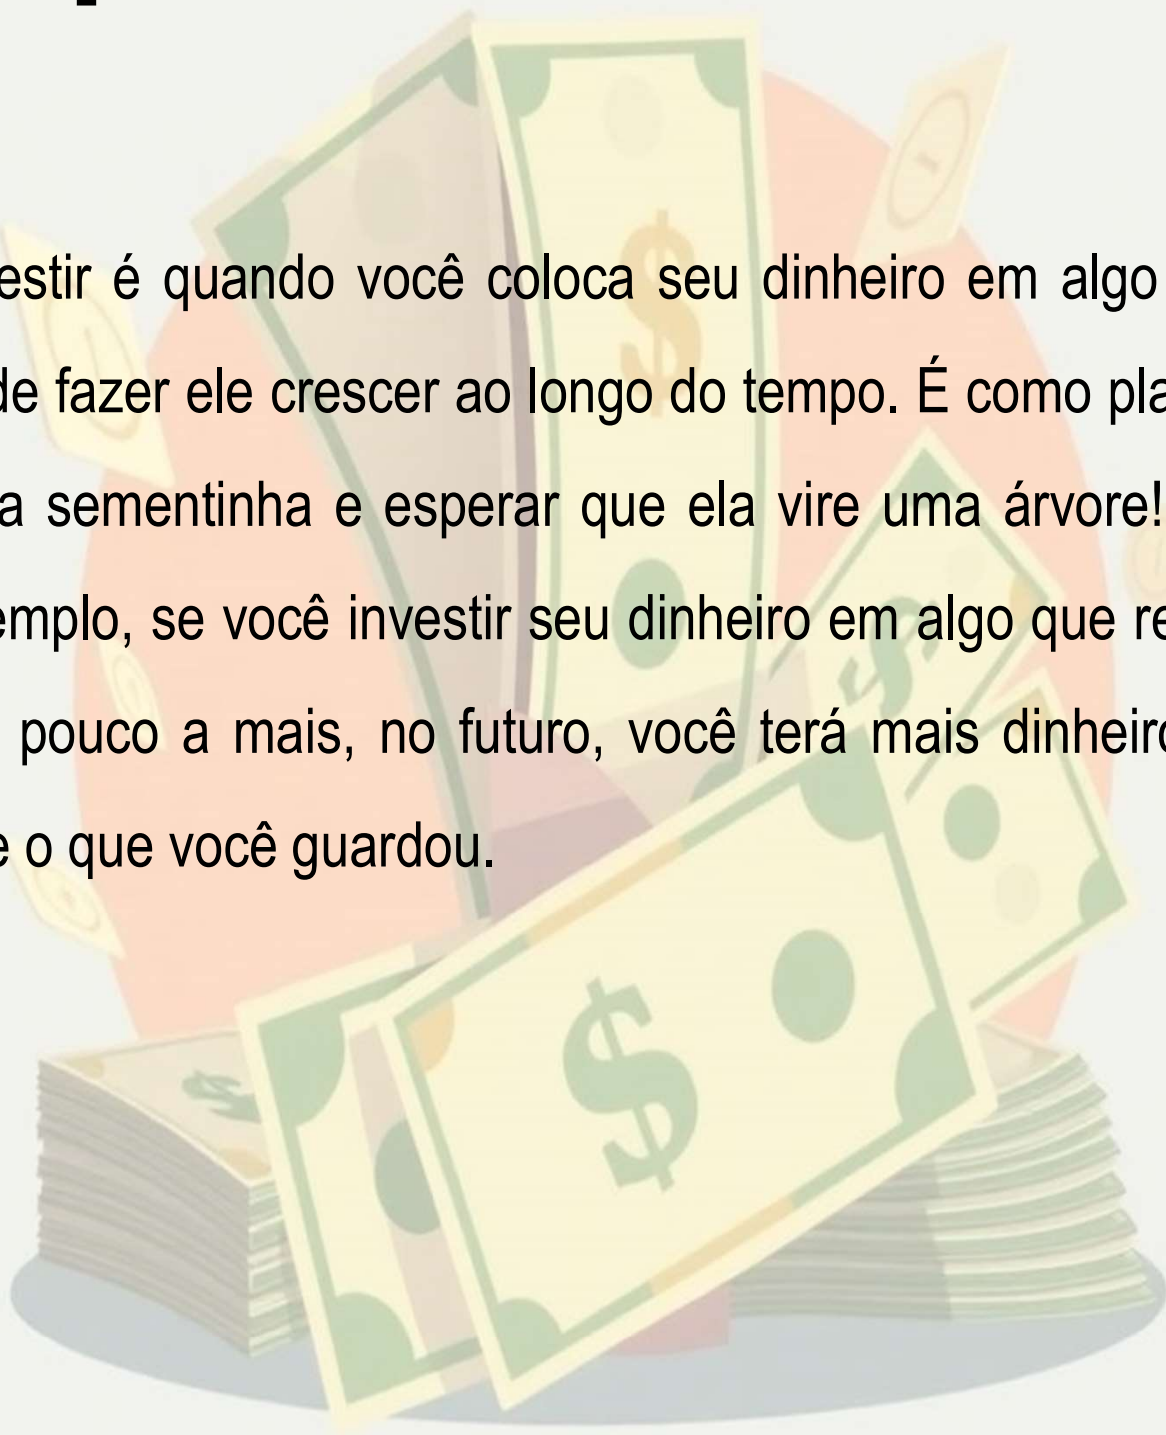 estir é quando você coloca seu dinheiro em algo
de fazer ele crescer ao longo do tempo. É como pla
a sementinha e esperar que ela vire uma árvore!
emplo, se você investir seu dinheiro em algo que re
pouco a mais, no futuro, você terá mais dinheiro
e o que você guardou.